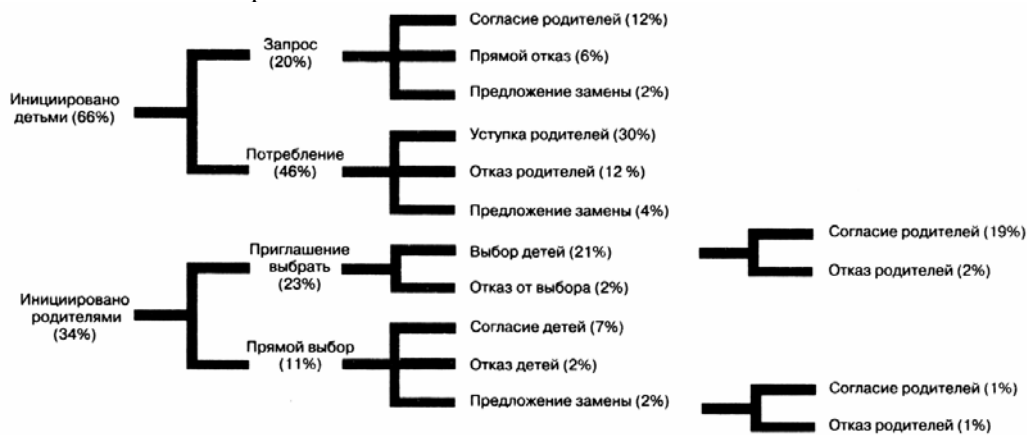 Инициировано
детьми (66%)
Запрос
(20%)
Согласие родителей (12%)
Прямой отказ (6%)
Предложение замены (2%)
Потребление
(46%)
Уступка родителей (30%)
Отказ родителей (12 %)
Предложение замены (4%)
Инициировано
родителями
(34%)
Приглашение
выбрать
(23%)
Выбор детей (21%)
Согласие родителей (19%)
Отказ родителей (2%)
Отказ от выбора (2%)
Прямой выбор
(11%)
Согласие детей (7%)
Отказ детей (2%)
Предложение замены (2%)
Согласие родителей (1%)
Отказ родителей (1%)